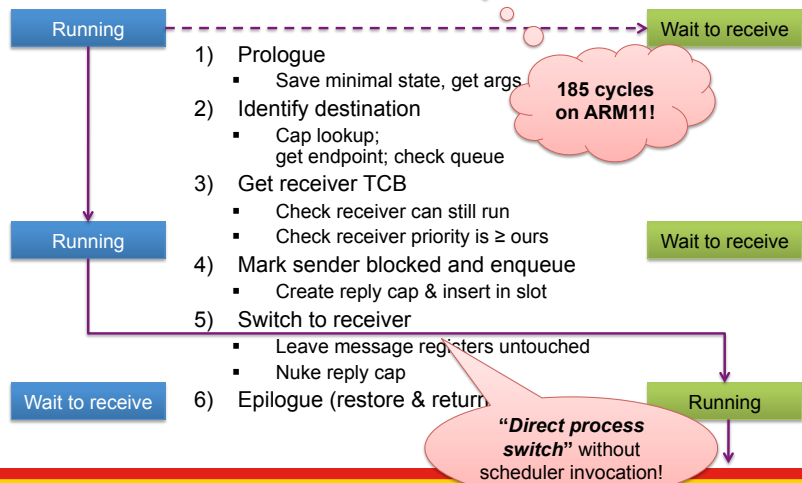 Running
Wait to receive
1) Prologue
▪ Save minimal state, get args
185 cycles
on ARM11!
2) Identify destination
▪ Cap lookup;
get endpoint; check queue
3) Get receiver TCB
▪ Check receiver can still run
▪ Check receiver priority is ≥ ours
Running
Wait to receive
4) Mark sender blocked and enqueue
▪ Create reply cap & insert in slot
5) Switch to receiver
▪ Leave message registers untouched
▪ Nuke reply cap
Wait to receive
6) Epilogue (restore & return
Running
“Direct process
switch” without
scheduler invocation!